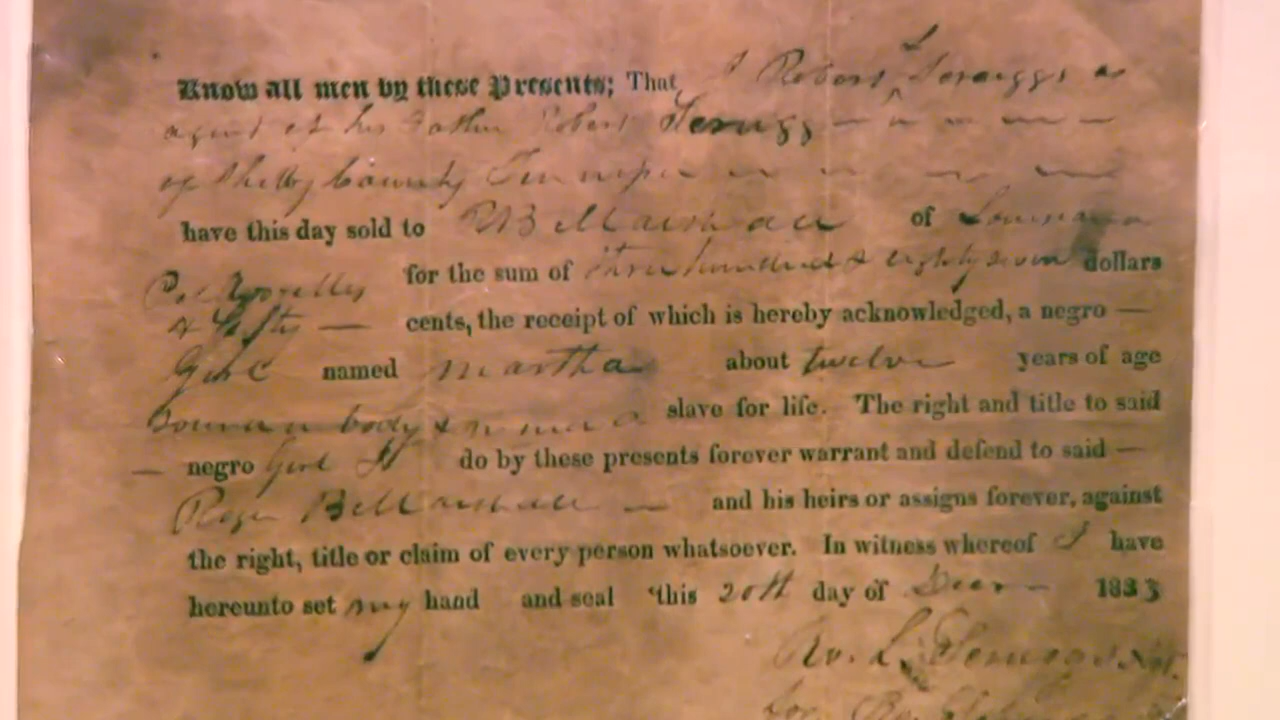 Know all men by these Presents; That I Robert L Scruggs as
agent of his Father Robert Scruggs
of Shelby County Tennessee
have this day sold to R B Marshall of Louisiana
for the sum of three hundred & eighty seven dollars
& fifty — cents, the receipt of which is hereby acknowledged, a negro —
Girl named Martha about twelve years of age
body & slave for life. The right and title to said
— negro Girl I do by these presents forever warrant and defend to said —
B Marshall — and his heirs or assigns forever, against
the right, title or claim of every person whatsoever. In witness whereof I have
hereunto set my hand and seal this 20th day of Decr 1833
L. Scruggs
for